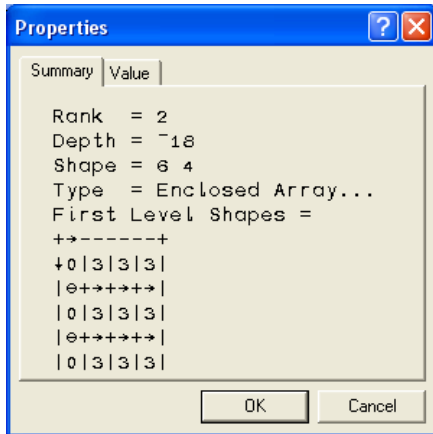 Properties
Summary Value
Rank = 2
Depth = ¯18
Shape = 6 4
Type = Enclosed Array...
First Level Shapes =
+→------+
↓0|3|3|3|
|⊖+→+→+→|
|0|3|3|3|
|⊖+→+→+→|
|0|3|3|3|
OK Cancel